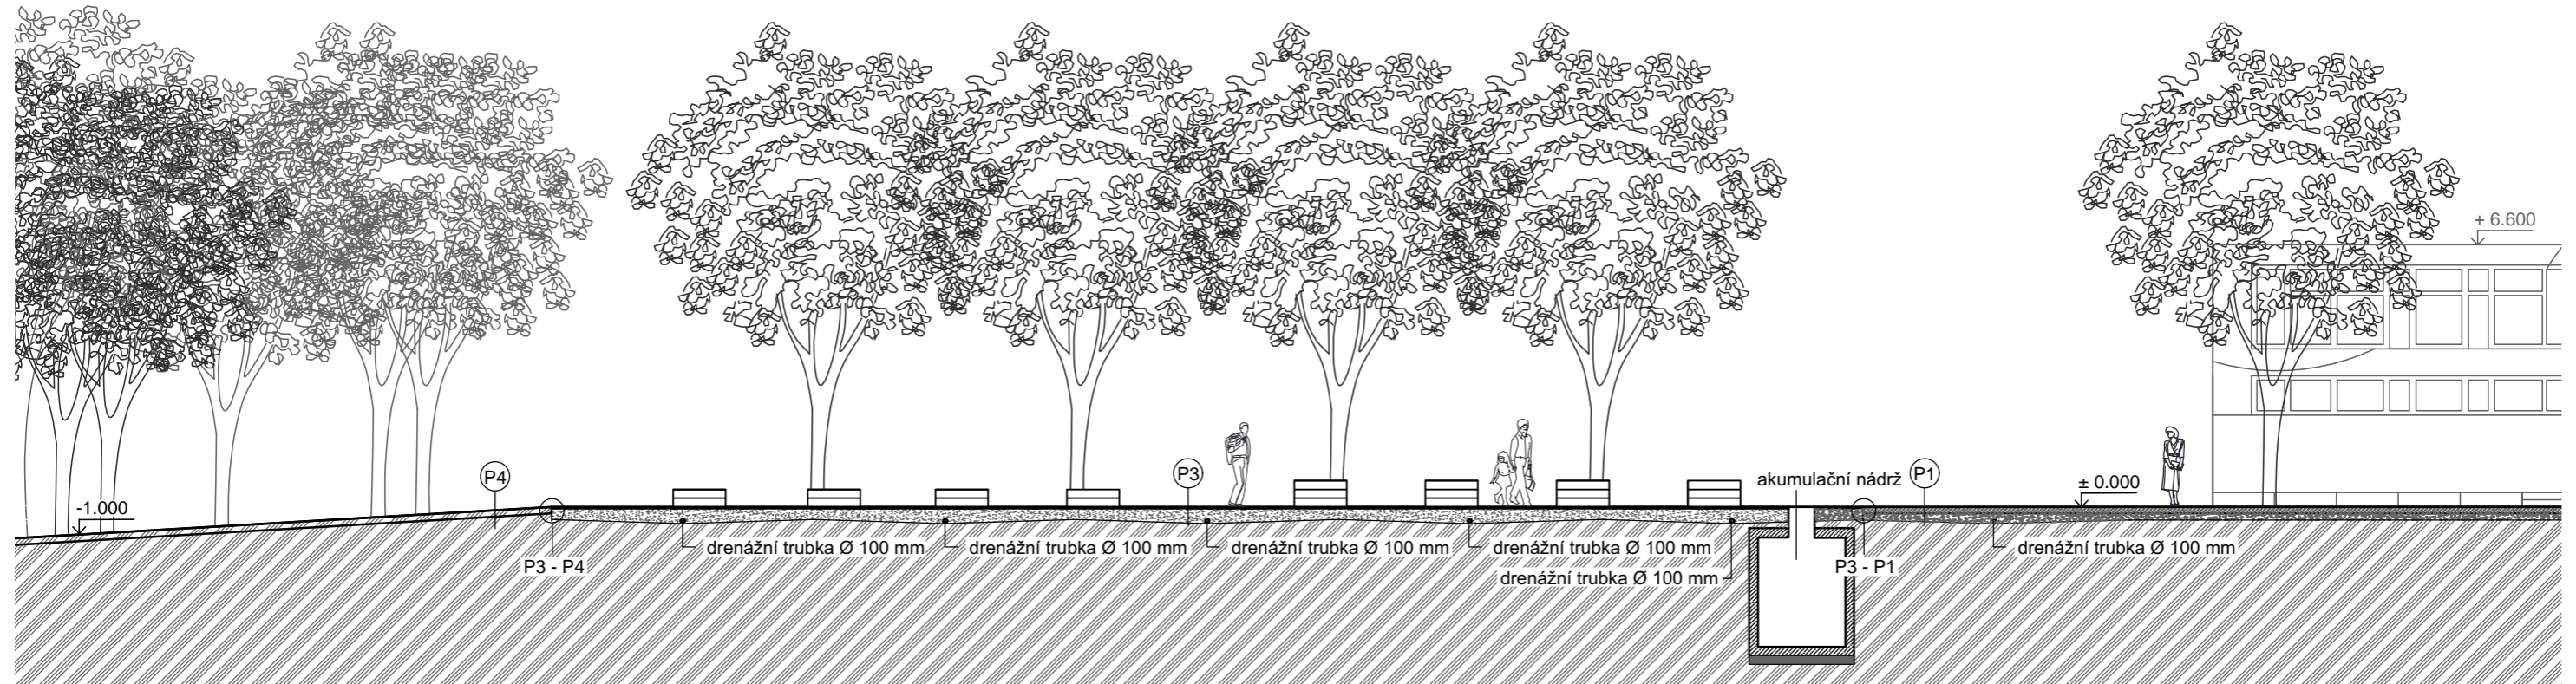 + 6.600
P4
P3
akumulační nádrž
P1
± 0.000
-1.000
drenážní trubka Ø 100 mm
drenážní trubka Ø 100 mm
drenážní trubka Ø 100 mm
drenážní trubka Ø 100 mm
drenážní trubka Ø 100 mm
P3 - P4
P3 - P1
drenážní trubka Ø 100 mm